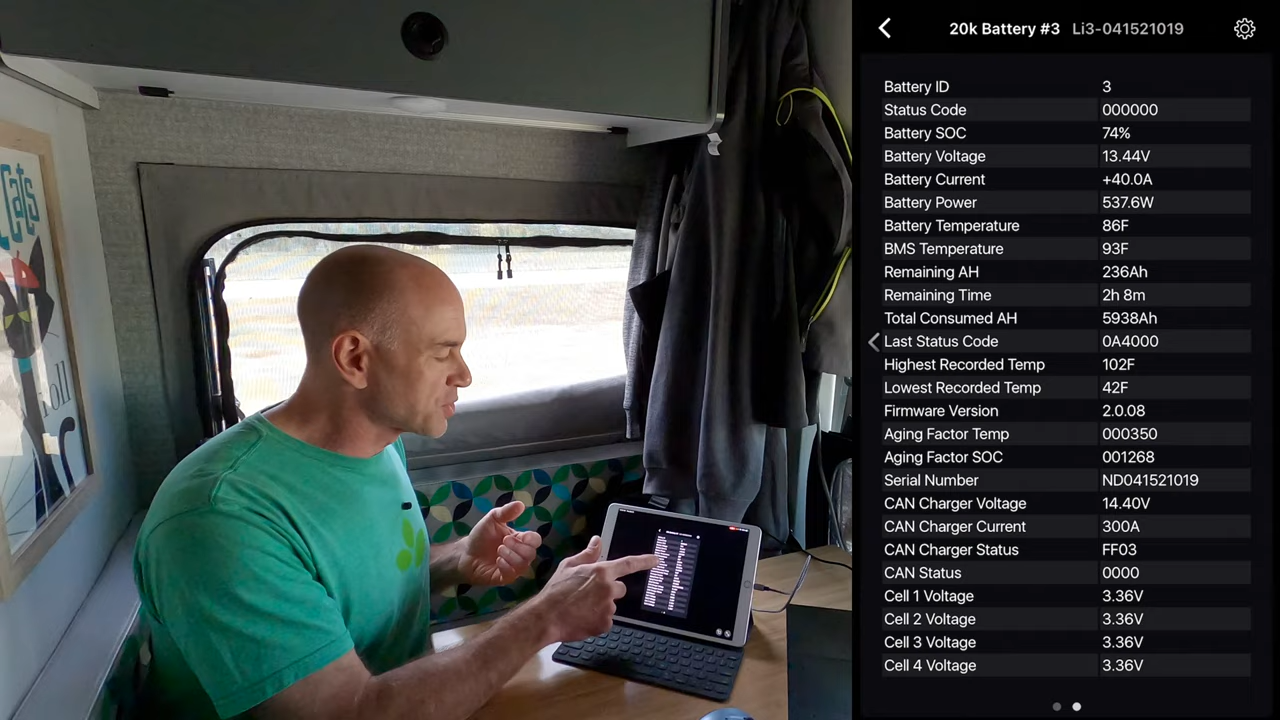 Cats
20k Battery #3 Li3-041521019
Battery ID 3
Status Code 000000
Battery SOC 74%
Battery Voltage 13.44V
Battery Current +40.0A
Battery Power 537.6W
Battery Temperature 86F
BMS Temperature 93F
Remaining AH 236Ah
Remaining Time 2h 8m
Total Consumed AH 5938Ah
Last Status Code 0A4000
Highest Recorded Temp 102F
Lowest Recorded Temp 42F
Firmware Version 2.0.08
Aging Factor Temp 000350
Aging Factor SOC 001268
Serial Number ND041521019
CAN Charger Voltage 14.40V
CAN Charger Current 300A
CAN Charger Status FF03
CAN Status 0000
Cell 1 Voltage 3.36V
Cell 2 Voltage 3.36V
Cell 3 Voltage 3.36V
Cell 4 Voltage 3.36V